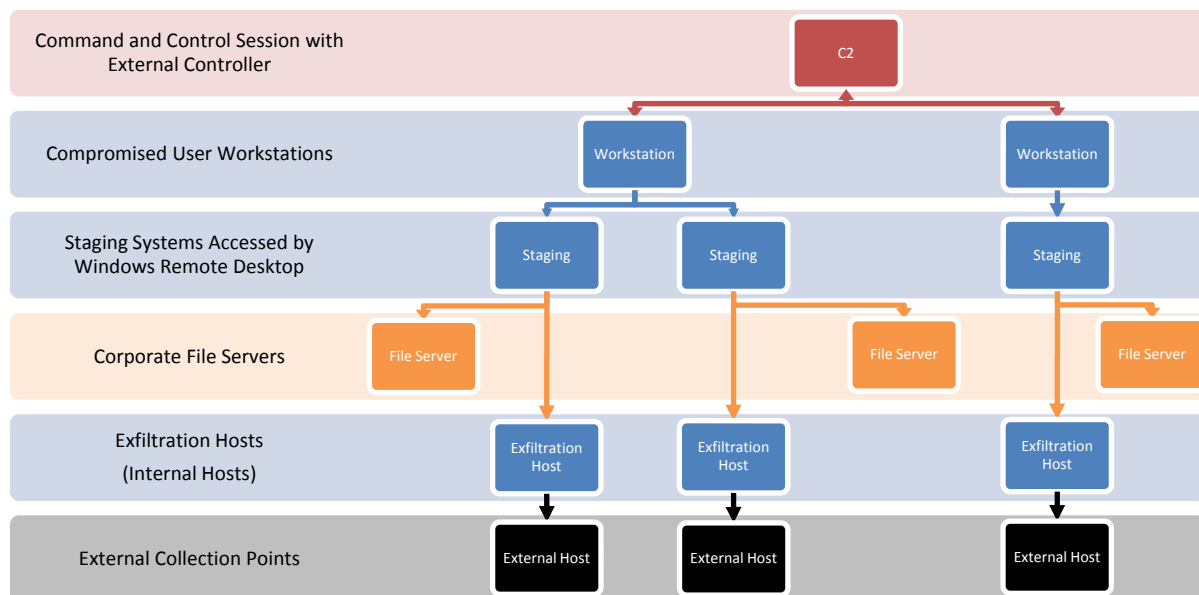 Command and Control Session with
External Controller
C2
Compromised User Workstations
Workstation
Workstation
Staging Systems Accessed by
Windows Remote Desktop
Staging
Staging
Staging
Corporate File Servers
File Server
File Server
File Server
Exfiltration Hosts
(Internal Hosts)
Exfiltration
Host
Exfiltration
Host
Exfiltration
Host
External Collection Points
External Host
External Host
External Host